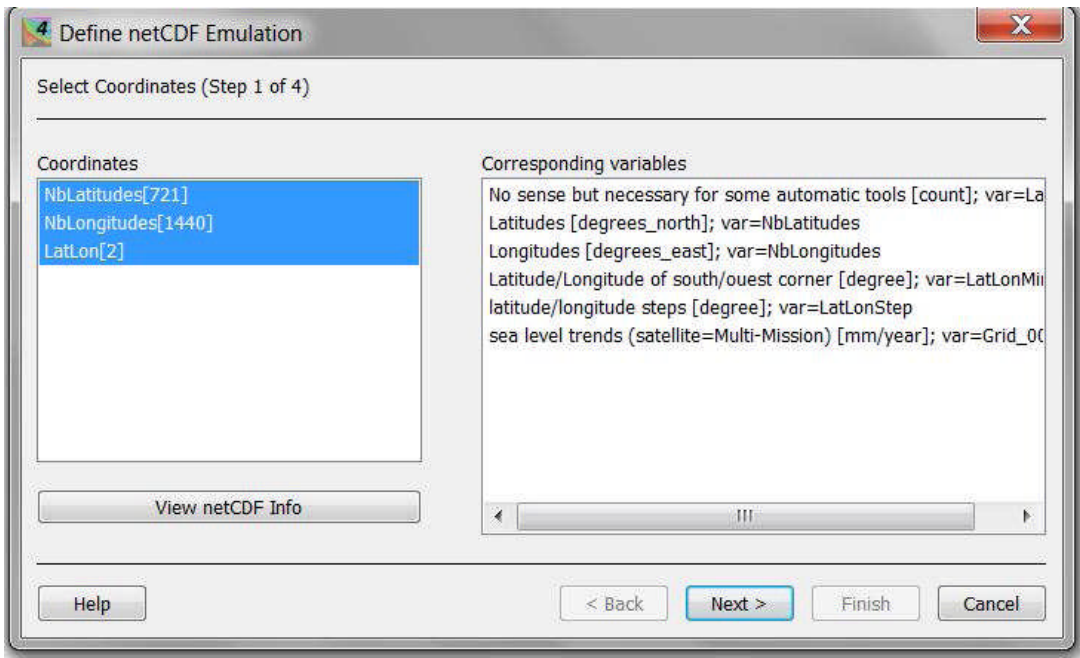 4 Define netCDF Emulation
Select Coordinates (Step 1 of 4)
Coordinates
NbLatitudes[721]
NbLongitudes[1440]
LatLon[2]
View netCDF Info
Corresponding variables
No sense but necessary for some automatic tools [count]; var=La
Latitudes [degrees_north]; var=NbLatitudes
Longitudes [degrees_east]; var=NbLongitudes
Latitude/Longitude of south/ouest corner [degree]; var=LatLonMi
latitude/longitude steps [degree]; var=LatLonStep
sea level trends (satellite=Multi-Mission) [mm/year]; var=Grid_00
Help
< Back
Next >
Finish
Cancel